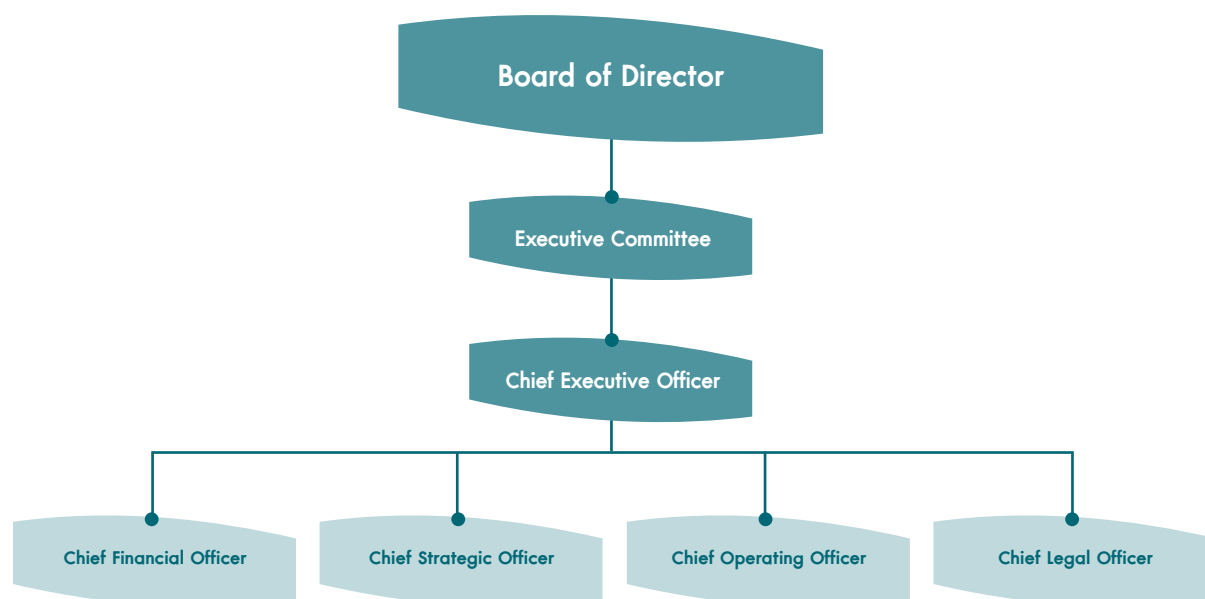 Board of Director
Executive Committee
Chief Executive Officer
Chief Financial Officer
Chief Strategic Officer
Chief Operating Officer
Chief Legal Officer